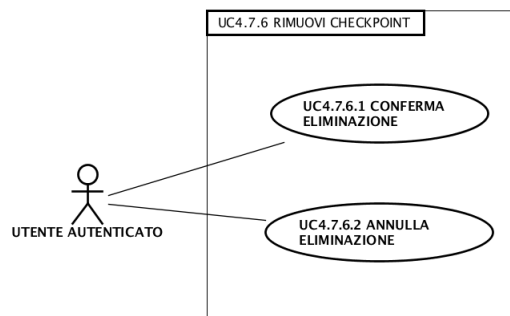 UC4.7.6 RIMUOVI CHECKPOINT
UC4.7.6.1 CONFERMA
ELIMINAZIONE
UTENTE AUTENTICATO
UC4.7.6.2 ANNULLA
ELIMINAZIONE